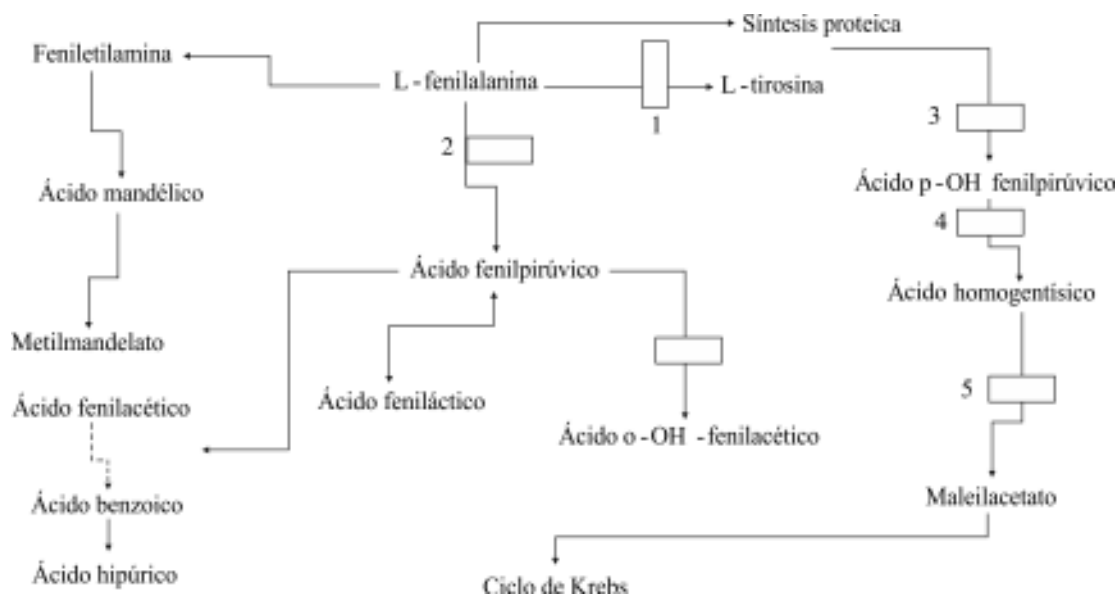 Síntesis proteica
Feniletilamina
L - fenilalanina
L - tirosina
1
2
3
Ácido mandélico
Ácido p - OH fenilpirúvico
4
Ácido fenilpirúvico
Ácido homogentísico
Metilmandelato
Ácido fenilacético
Ácido feniláctico
5
Ácido o - OH - fenilacético
Ácido benzoico
Maleilacetato
Ácido hipúrico
Ciclo de Krebs